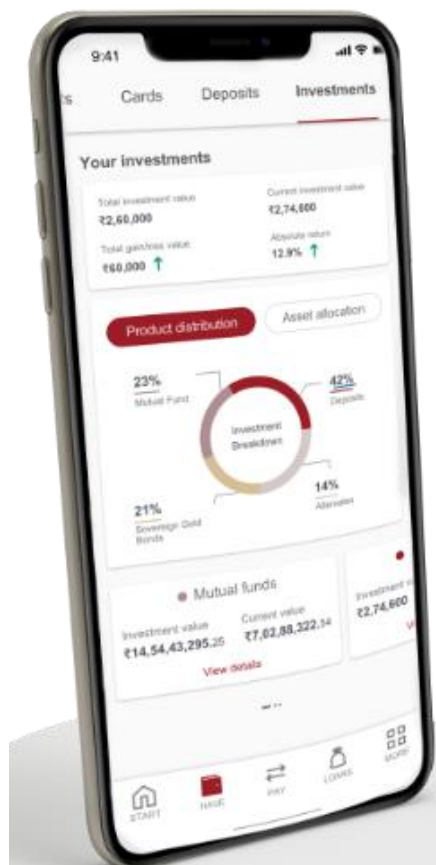 9:41
Cards Deposits Investments
Your investments
Total investment value Current investment value
₹2,60,000 ₹2,74,600
Total gain/loss value Absolute return
₹60,000 ↑ 12.9% ↑
Product distribution Asset allocation
23% 42%
Mutual Fund Deposits
Investment
Breakdown
21% 14%
Sovereign Gold
Bonds
Alternates
Mutual funds
Investment value Current value Investment
₹14,54,43,295.25 ₹7,02,88,322.34 ₹2,74,600
View details
START HAVE PAY LOANS MORE